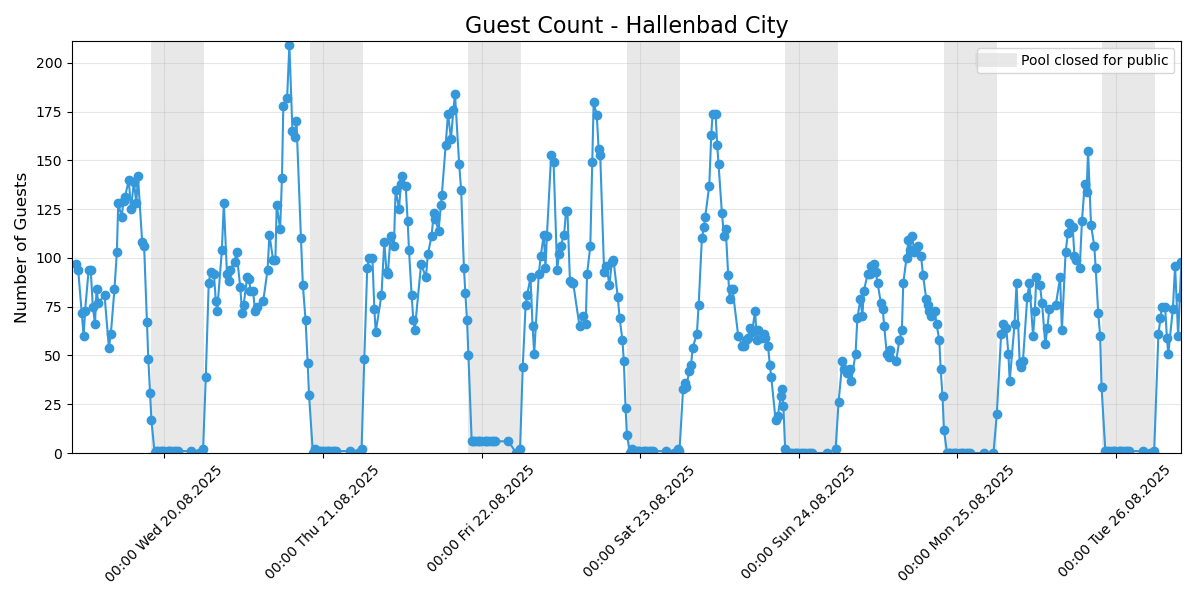 Guest Count - Hallenbad City
Pool closed for public
Number of Guests
200
175
150
125
100
75
50
25
0
00:00 Wed 20.08.2025
00:00 Thu 21.08.2025
00:00 Fri 22.08.2025
00:00 Sat 23.08.2025
00:00 Sun 24.08.2025
00:00 Mon 25.08.2025
00:00 Tue 26.08.2025